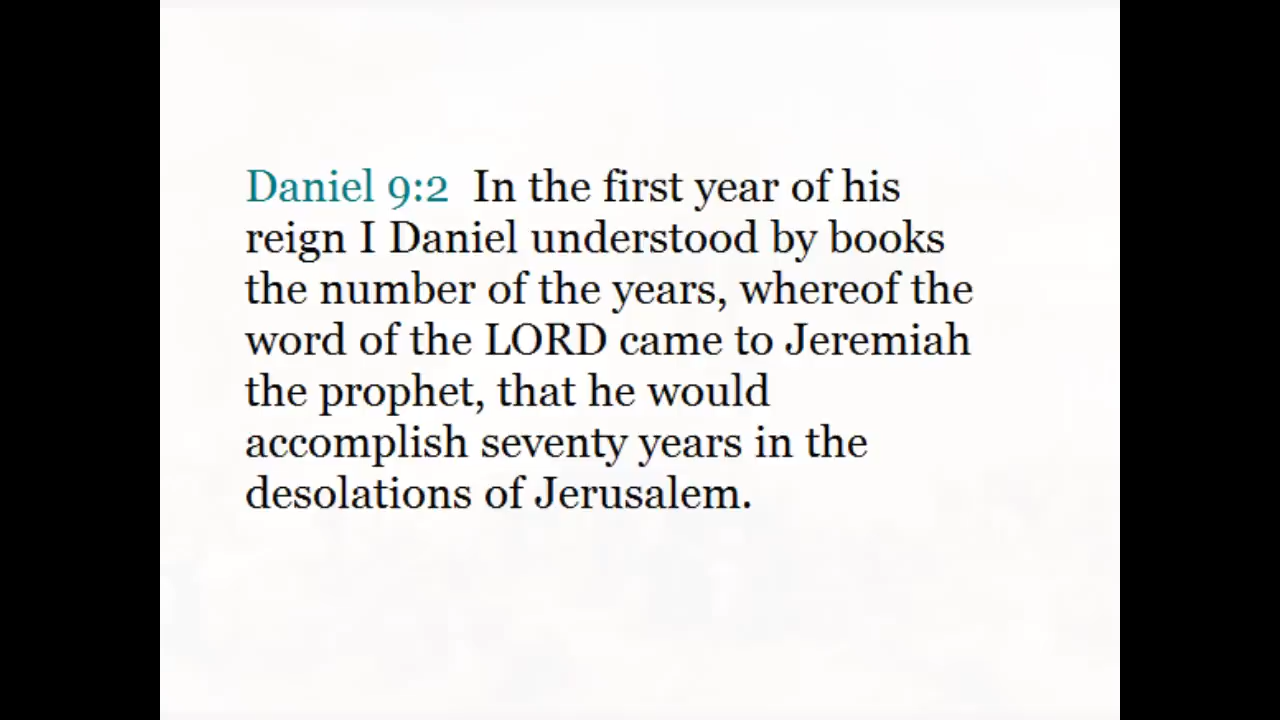 Daniel 9:2  In the first year of his
reign I Daniel understood by books
the number of the years, whereof the
word of the LORD came to Jeremiah
the prophet, that he would
accomplish seventy years in the
desolations of Jerusalem.